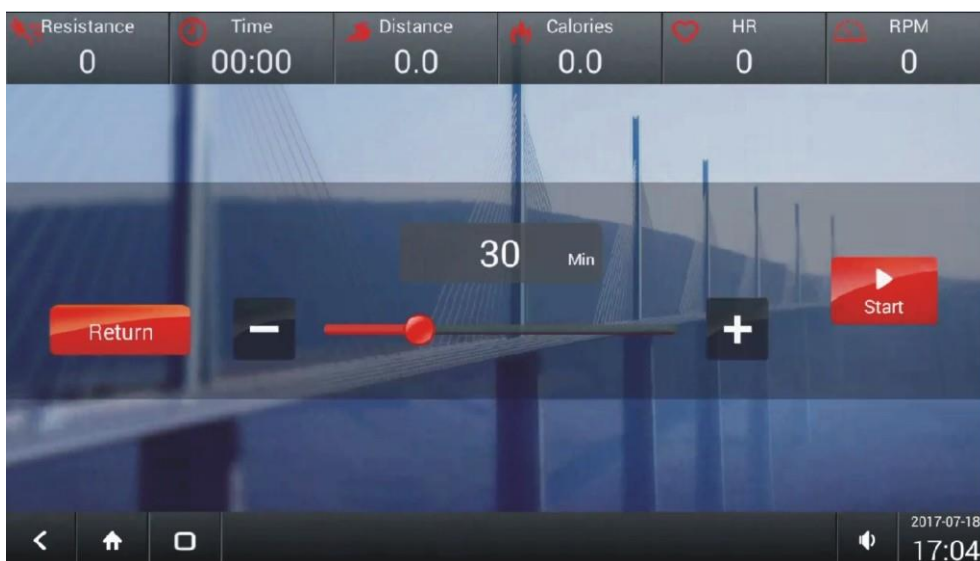 Resistance Time Distance Calories HR RPM
0 00:00 0.0 0.0 0 0
30 Min
Start
Return
2017-07-18
17:04